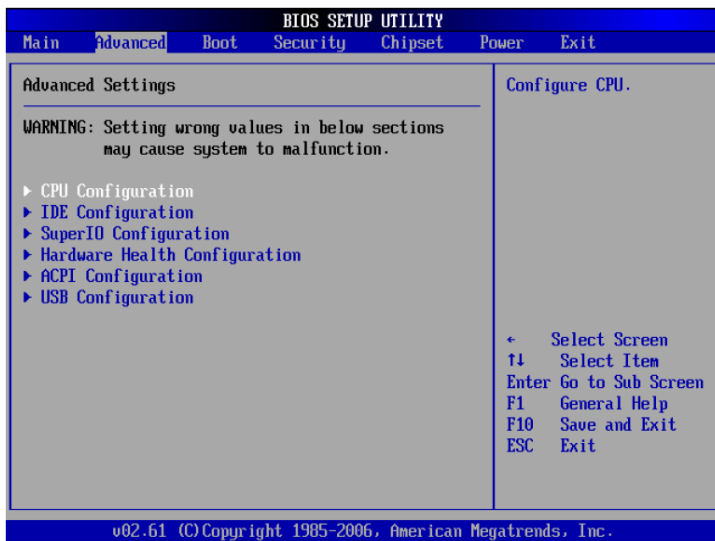 BIOS SETUP UTILITY
Main Advanced Boot Security Chipset Power Exit
Advanced Settings
WARNING: Setting wrong values in below sections
may cause system to malfunction.
▶ CPU Configuration
▶ IDE Configuration
▶ SuperIO Configuration
▶ Hardware Health Configuration
▶ ACPI Configuration
▶ USB Configuration
Configure CPU.
← Select Screen
↑↓ Select Item
Enter Go to Sub Screen
F1 General Help
F10 Save and Exit
ESC Exit
v02.61 (C)Copyright 1985-2006, American Megatrends, Inc.